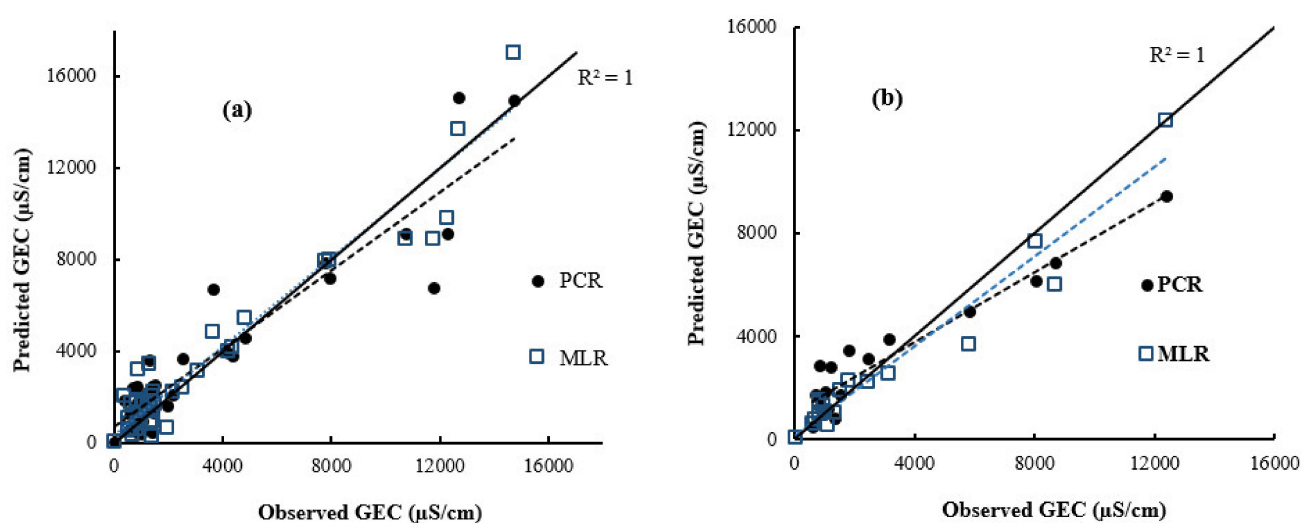 16000
12000
8000
4000
0
Predicted GEC (µS/cm)
(a)
R² = 1
PCR
MLR
0
4000
8000
12000
16000
Observed GEC (µS/cm)
16000
12000
8000
4000
0
Predicted GEC (µS/cm)
(b)
R² = 1
PCR
MLR
0
4000
8000
12000
16000
Observed GEC (µS/cm)